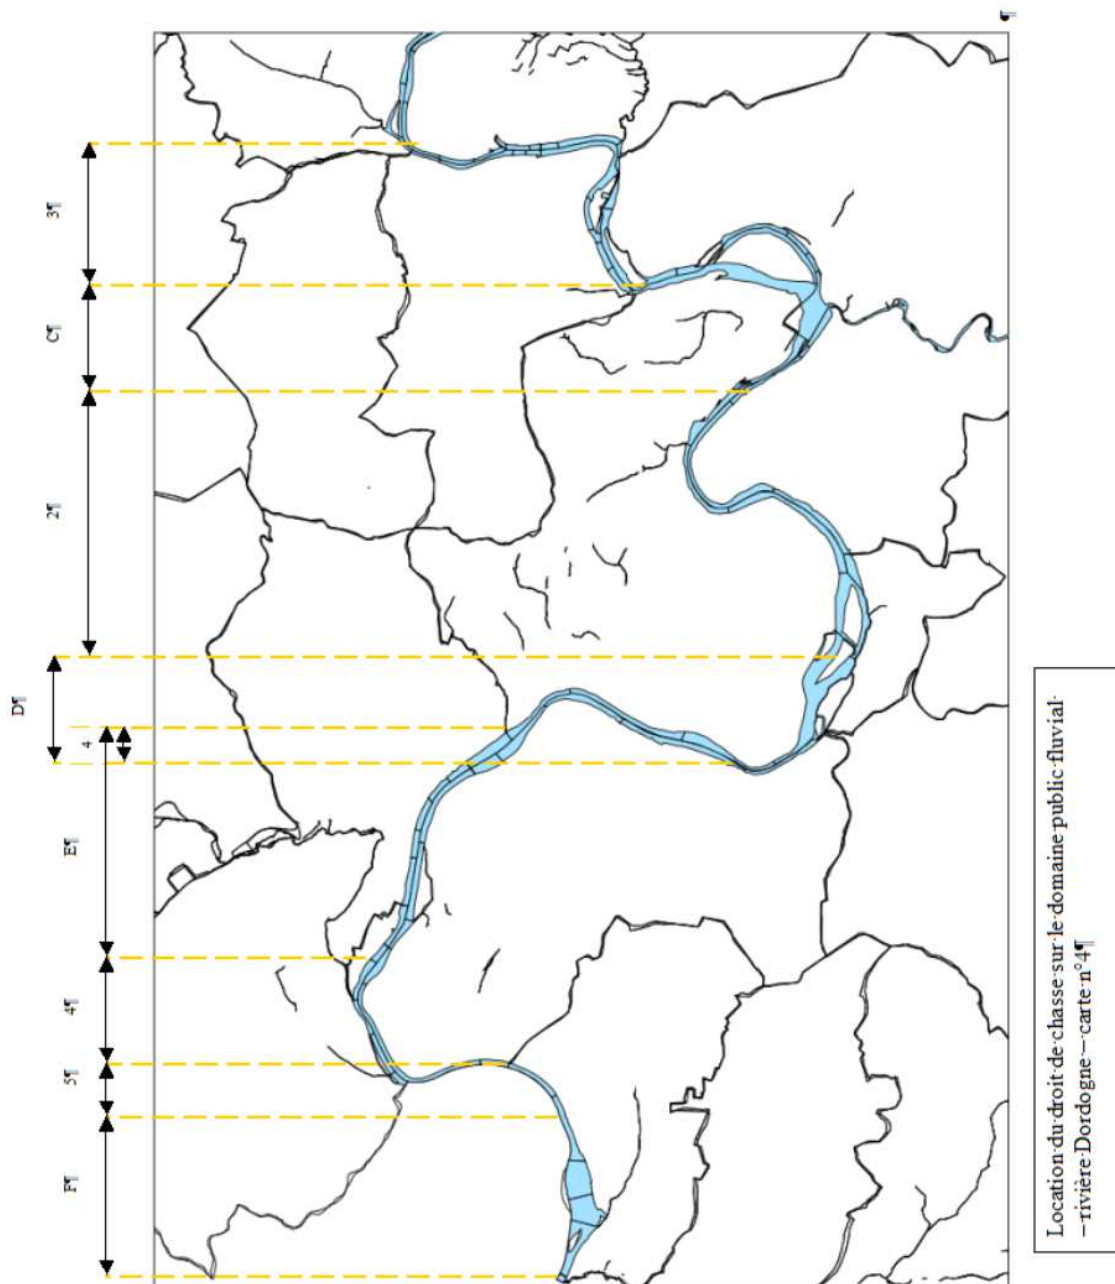 F¶
5¶
4¶
E¶
4
D¶
2¶
C¶
3¶
¶
Location·du·droit·de·chasse·sur·le·domaine·public·fluvial·
–rivière·Dordogne·–·carte·n°4¶